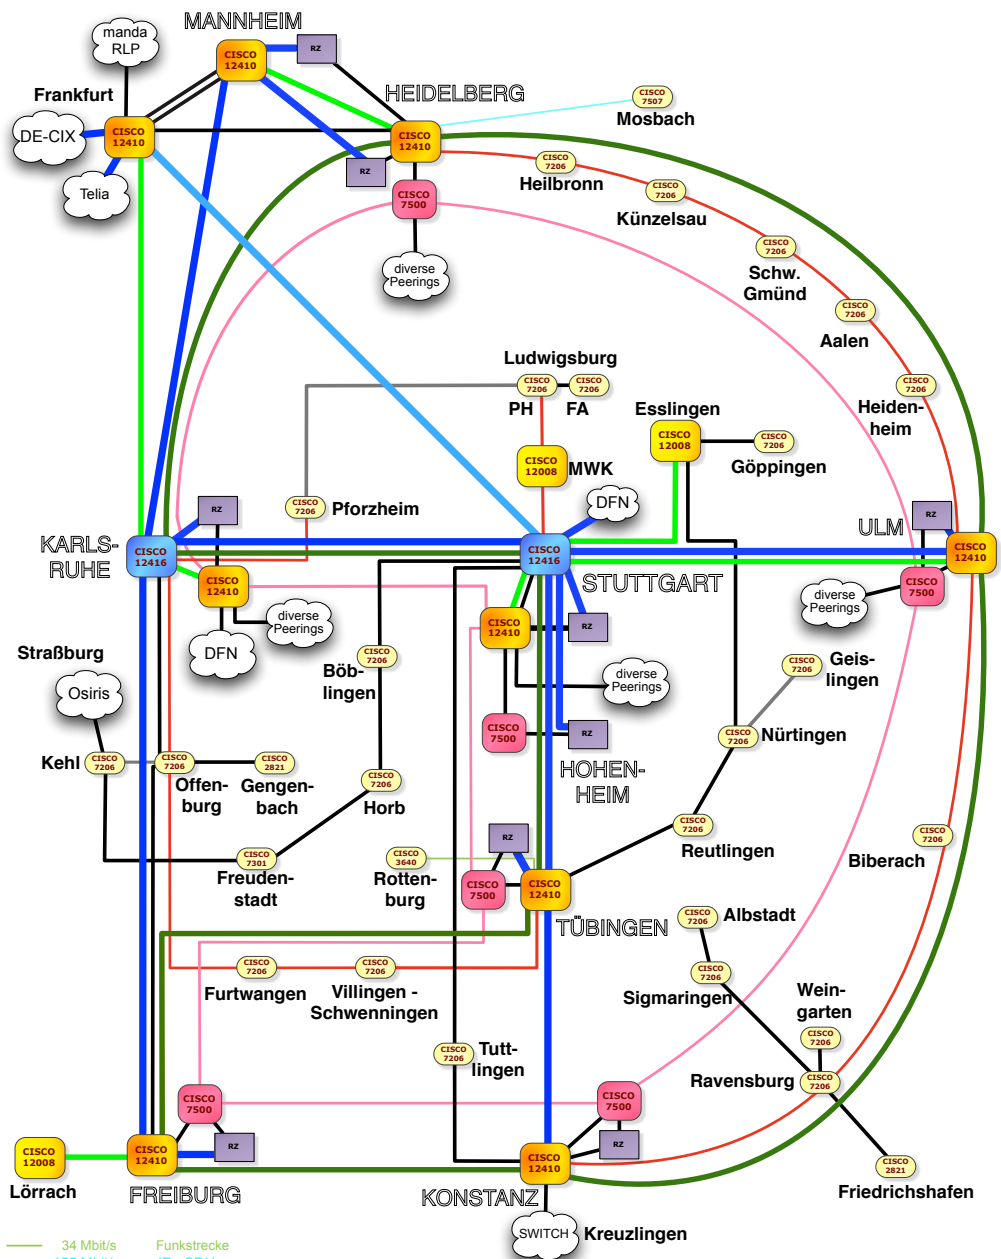 MANNHEIM
manda
RLP
CISCO
12410
RZ
Frankfurt
HEIDELBERG
CISCO
7507
Mosbach
DE-CIX
CISCO
12410
CISCO
12410
RZ
CISCO
7206
Heilbronn
Telia
CISCO
7500
CISCO
7206
Künzelsau
CISCO
7206
Schw.
Gmünd
diverse
Peerings
CISCO
7206
Aalen
Ludwigsburg
CISCO
7206
CISCO
7206
PH
FA
CISCO
7206
Heiden-
heim
Esslingen
CISCO
12008
CISCO
7206
Göppingen
CISCO
12008
MWK
DFN
RZ
CISCO
7206
Pforzheim
RZ
ULM
KARLS-
RUHE
CISCO
12416
CISCO
12416
STUTTGART
CISCO
12410
CISCO
12410
CISCO
7500
diverse
Peerings
diverse
Peerings
CISCO
12410
RZ
DFN
Straßburg
Osiris
CISCO
7206
Böb-
lingen
diverse
Peerings
CISCO
7206
Geis-
lingen
CISCO
7500
RZ
CISCO
7206
Nürtingen
Kehl
CISCO
7206
CISCO
7206
Offen-
burg
CISCO
2821
Gengen-
bach
CISCO
7206
Horb
HOHEN-
HEIM
CISCO
7206
Reutlingen
CISCO
7206
Biberach
RZ
CISCO
7301
Freuden-
stadt
CISCO
3640
Rotten-
burg
CISCO
7500
CISCO
12410
TÜBINGEN
CISCO
7206
Albstadt
CISCO
7206
Furtwangen
CISCO
7206
Villingen -
Schwenningen
CISCO
7206
Sigmaringen
Wein-
garten
CISCO
7206
CISCO
7206
Tutt-
lingen
Ravensburg
CISCO
7206
CISCO
7500
CISCO
7500
RZ
RZ
CISCO
12008
Lörrach
CISCO
12410
FREIBURG
CISCO
12410
KONSTANZ
CISCO
2821
Friedrichshafen
SWITCH
Kreuzlingen
34 Mbit/s
Funkstrecke